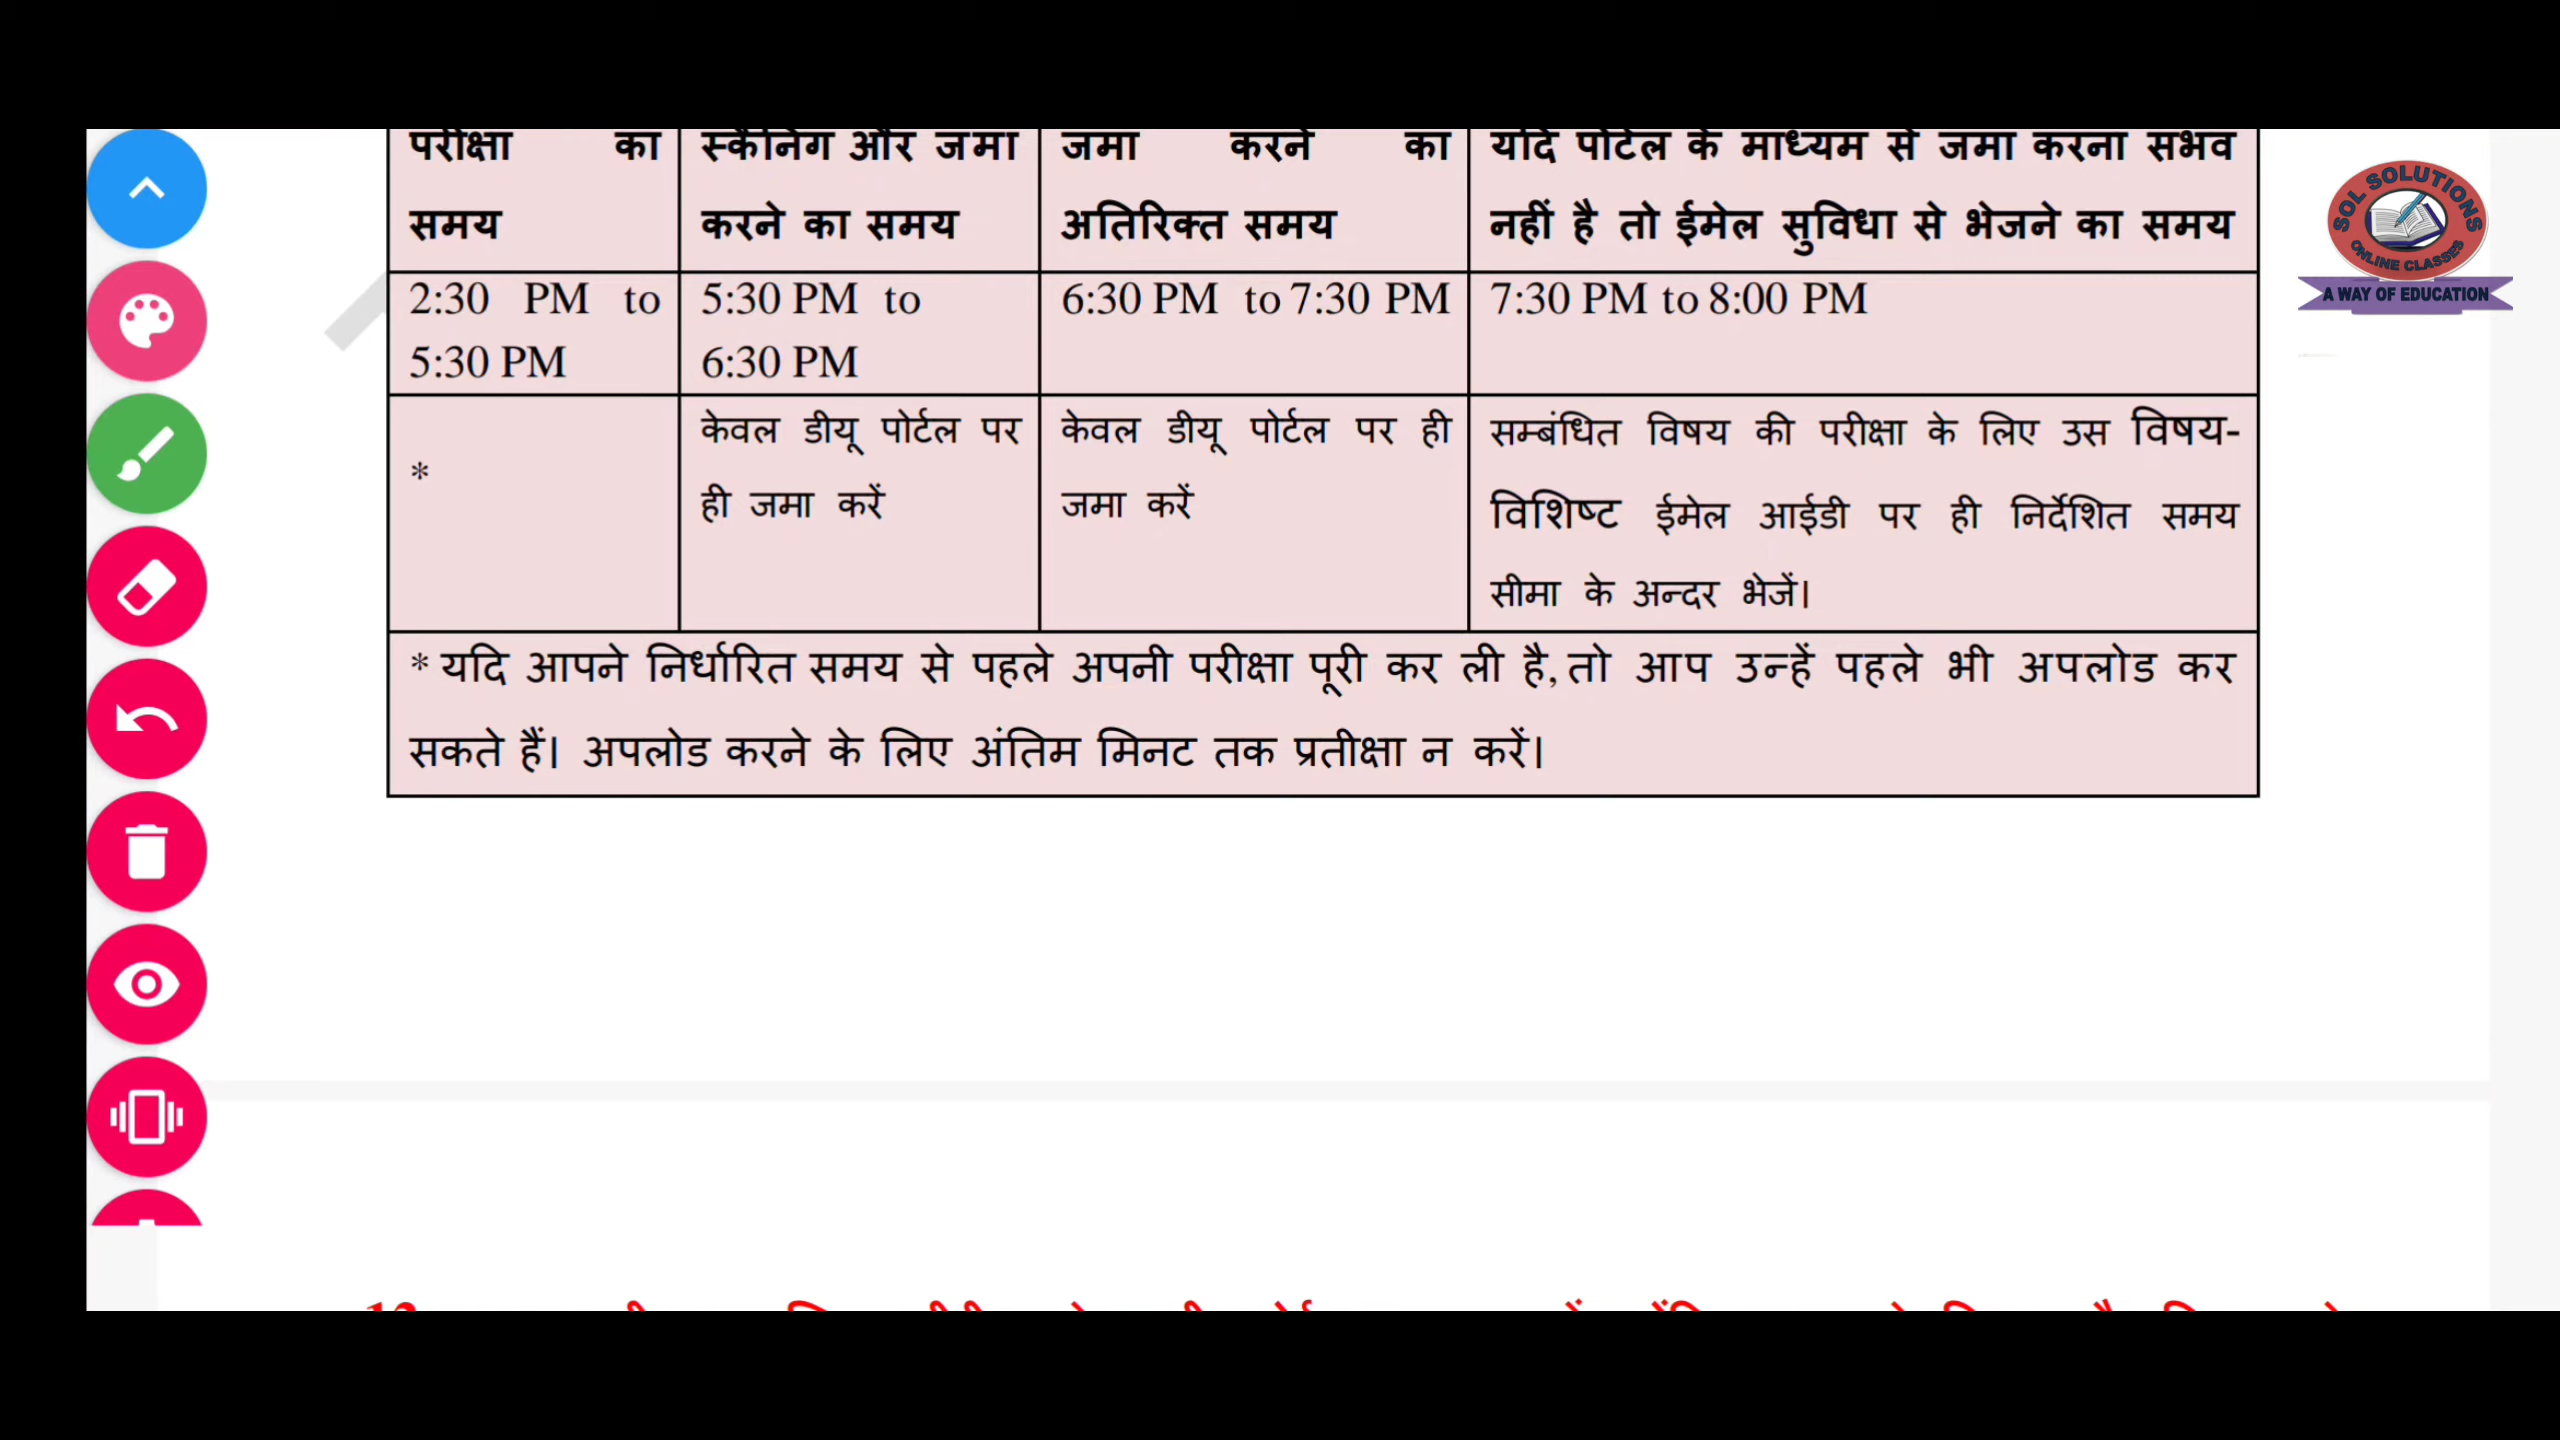 परीक्षा का
समय
स्कैनिंग और जमा
करने का समय
जमा करने का
अतिरिक्त समय
यदि पोर्टल के माध्यम से जमा करना संभव
नहीं है तो ईमेल सुविधा से भेजने का समय
2:30 PM to
5:30 PM
5:30 PM to
6:30 PM
6:30 PM to 7:30 PM
7:30 PM to 8:00 PM
*
केवल डीयू पोर्टल पर
ही जमा करें
केवल डीयू पोर्टल पर ही
जमा करें
सम्बंधित विषय की परीक्षा के लिए उस विषय-
विशिष्ट ईमेल आईडी पर ही निर्देशित समय
सीमा के अन्दर भेजें।
* यदि आपने निर्धारित समय से पहले अपनी परीक्षा पूरी कर ली है, तो आप उन्हें पहले भी अपलोड कर
सकते हैं। अपलोड करने के लिए अंतिम मिनट तक प्रतीक्षा न करें।
SOL SOLUTIONS
ONLINE CLASSES
A WAY OF EDUCATION